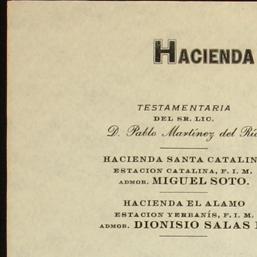 HACIENDA
TESTAMENTARIA
DEL SR. LIC.
D. Pablo Martínez del Rí
HACIENDA SANTA CATALIN
ESTACION CATALINA, F. I. M.
ADMOR. MIGUEL SOTO.
HACIENDA EL ALAMO
ESTACION YERBANÍS, F. I. M.
ADMOR. DIONISIO SALAS